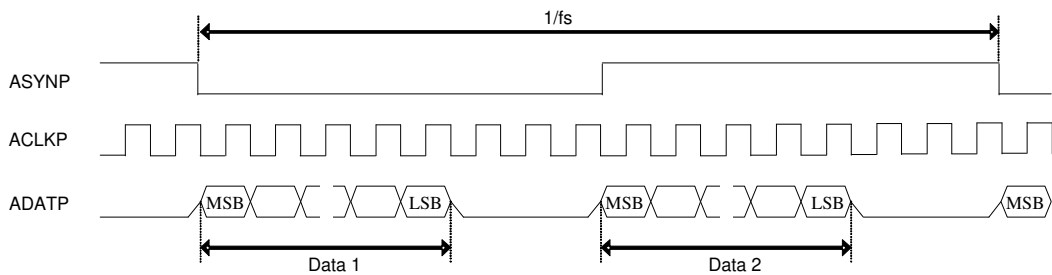 1/fs
ASYNP
ACLKP
ADATP
MSB
LSB
MSB
LSB
MSB
Data 1
Data 2